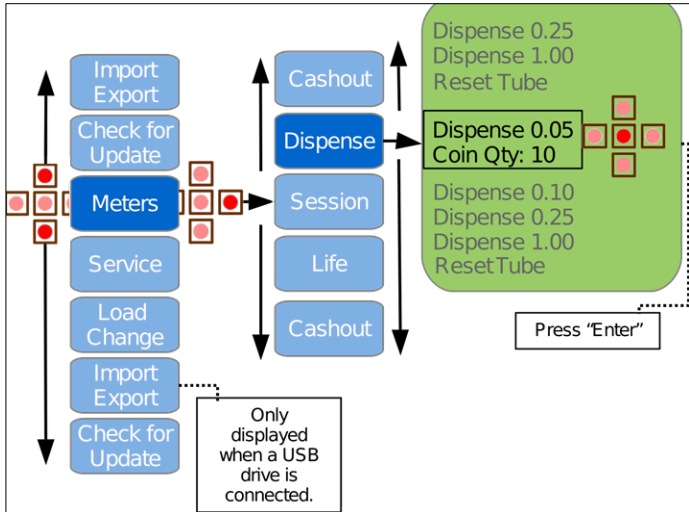 Import
Export
Check for
Update
Meters
Service
Load
Change
Import
Export
Check for
Update
Only
displayed
when a USB
drive is
connected.
Cashout
Dispense
Session
Life
Cashout
Dispense 0.25
Dispense 1.00
Reset Tube
Dispense 0.05
Coin Qty: 10
Dispense 0.10
Dispense 0.25
Dispense 1.00
Reset Tube
Press “Enter”